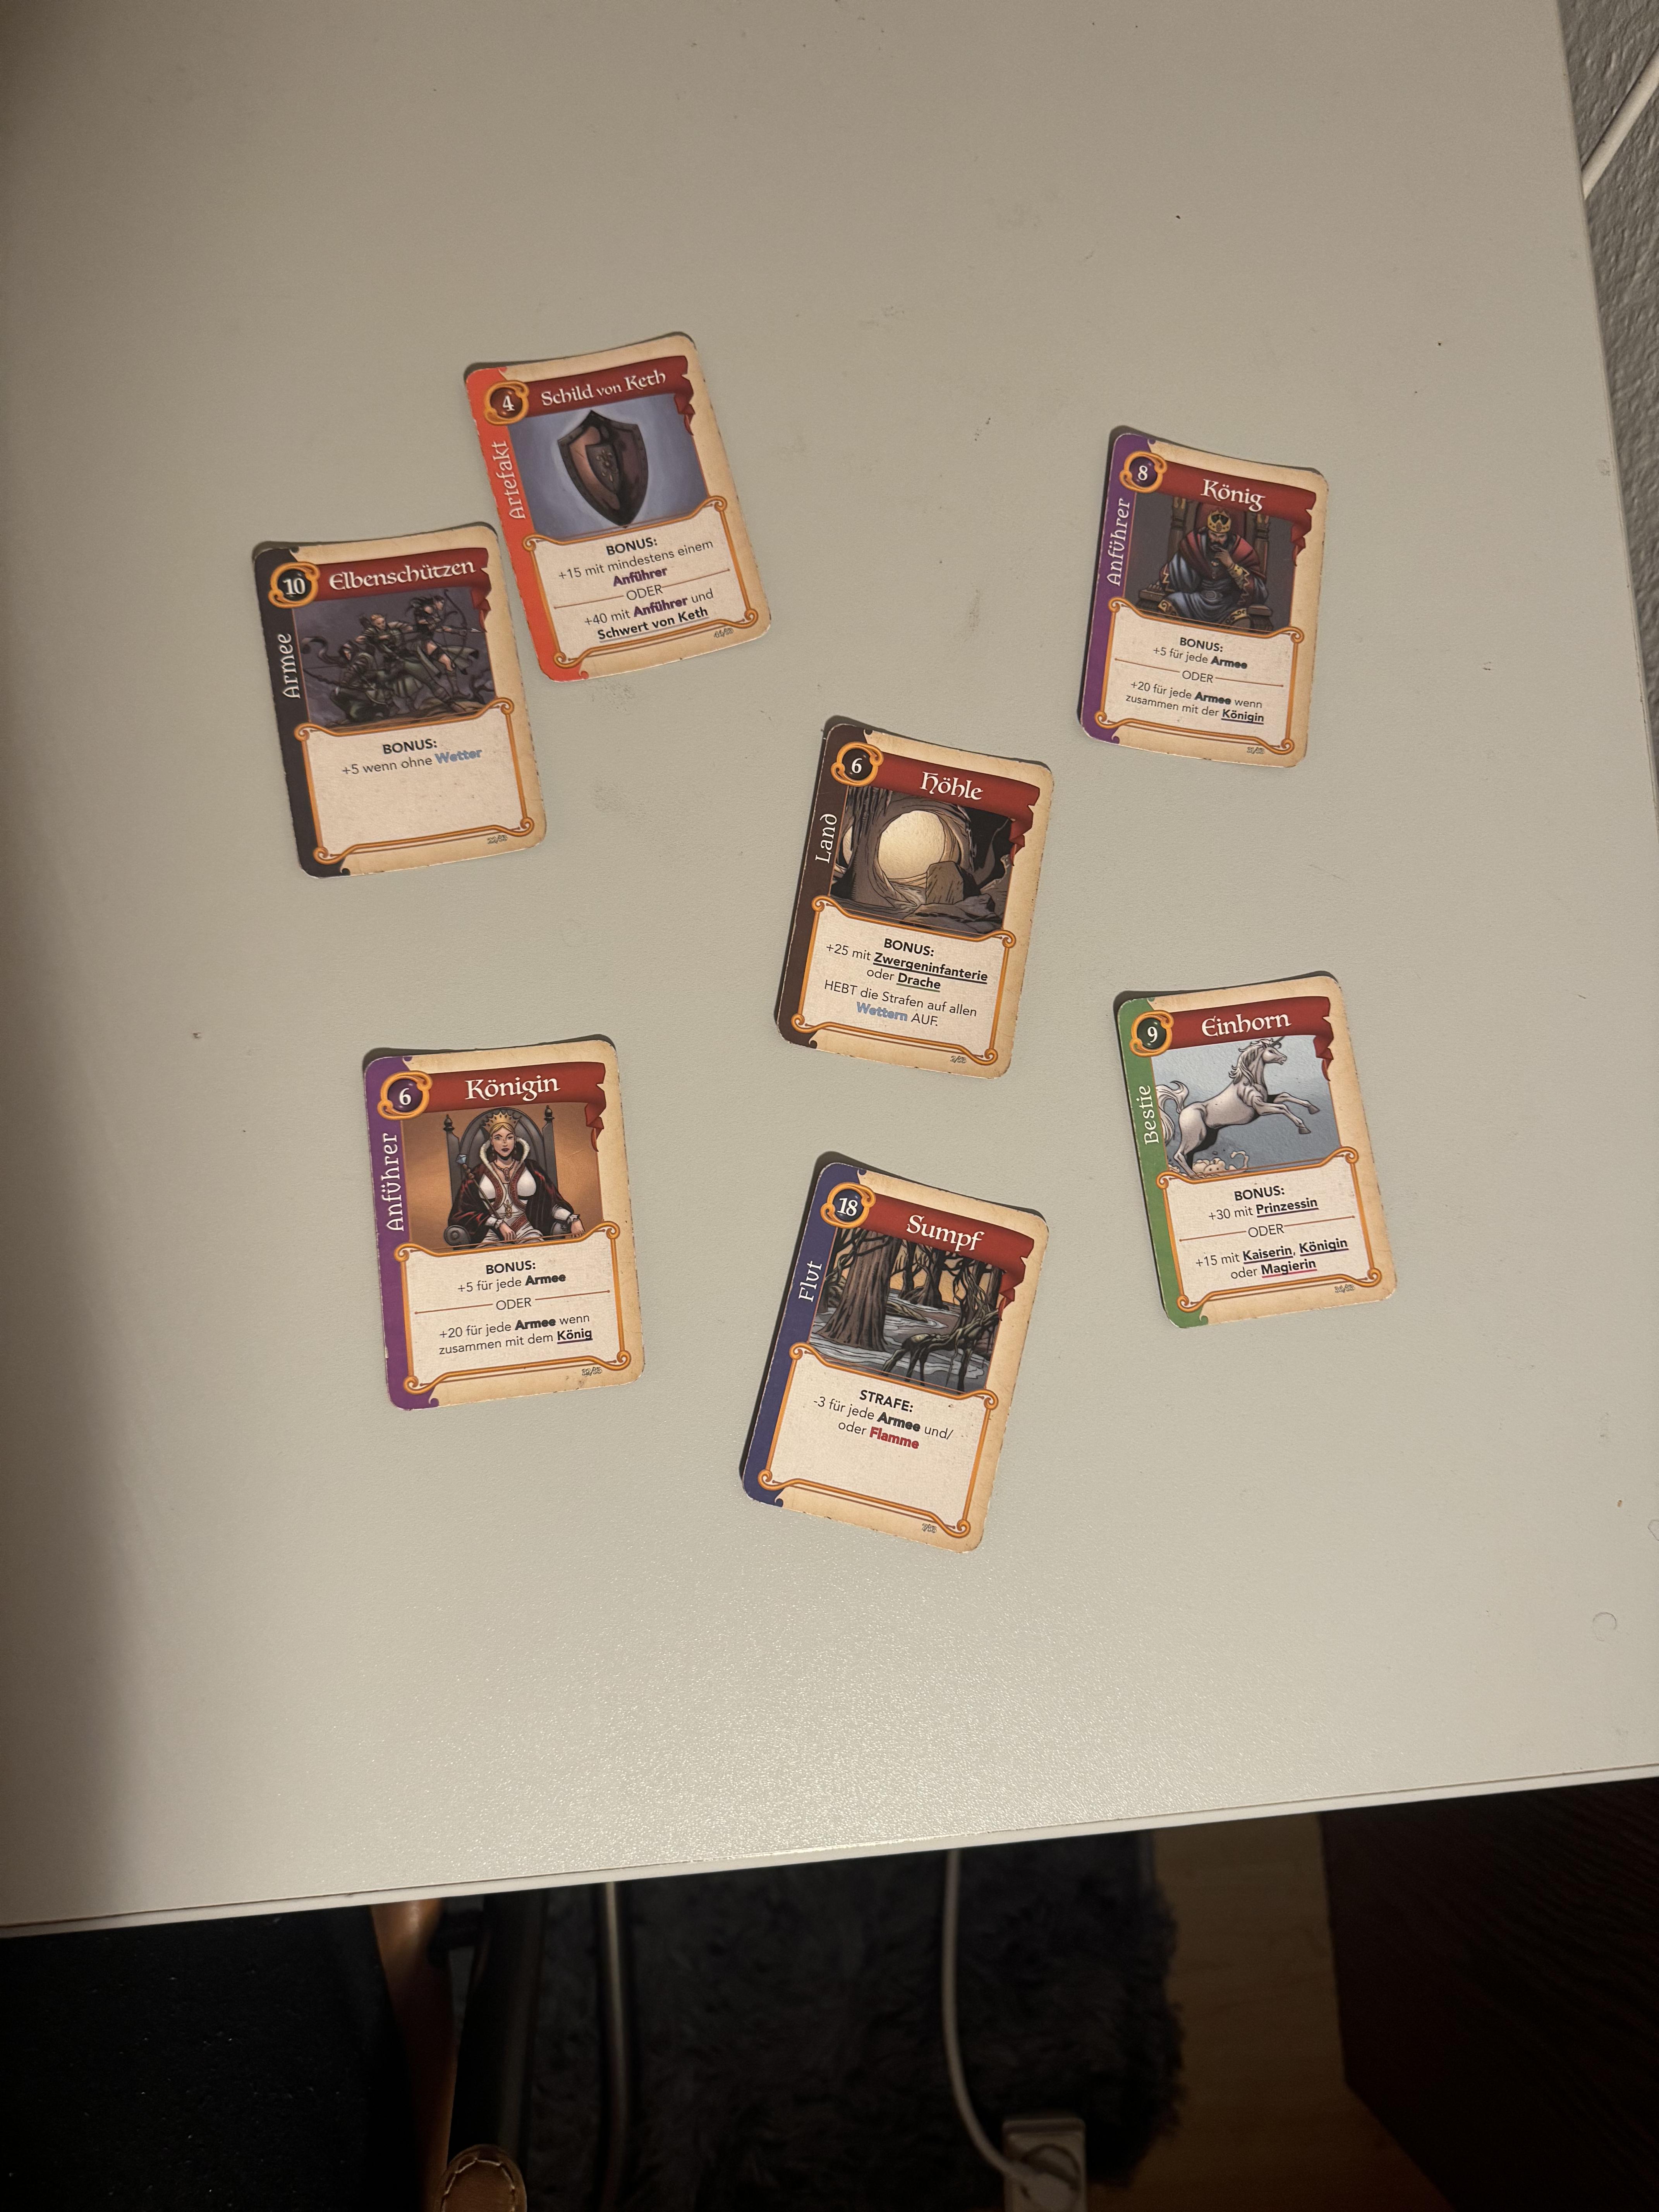 4
Schild von Keth
Artefakt
BONUS:
+15 mit mindestens einem
Anführer
ODER
+40 mit Anführer und
Schwert von Keth
10
Elbenschützen
Armee
BONUS:
+5 wenn ohne Wetter
8
König
Anführer
BONUS:
+5 für jede Armee
ODER
+20 für jede Armee wenn
zusammen mit der Königin
6
Höhle
Land
BONUS:
+25 mit Zwergeninfanterie
oder Drache
HEBT die Strafen auf allen
Wettern AUF.
6
Königin
Anführer
BONUS:
+5 für jede Armee
ODER
+20 für jede Armee wenn
zusammen mit dem König
9
Einhorn
Bestie
BONUS:
+30 mit Prinzessin
ODER
+15 mit Kaiserin, Königin
oder Magierin
18
Sumpf
Flut
STRAFE:
-3 für jede Armee und/
oder Flamme